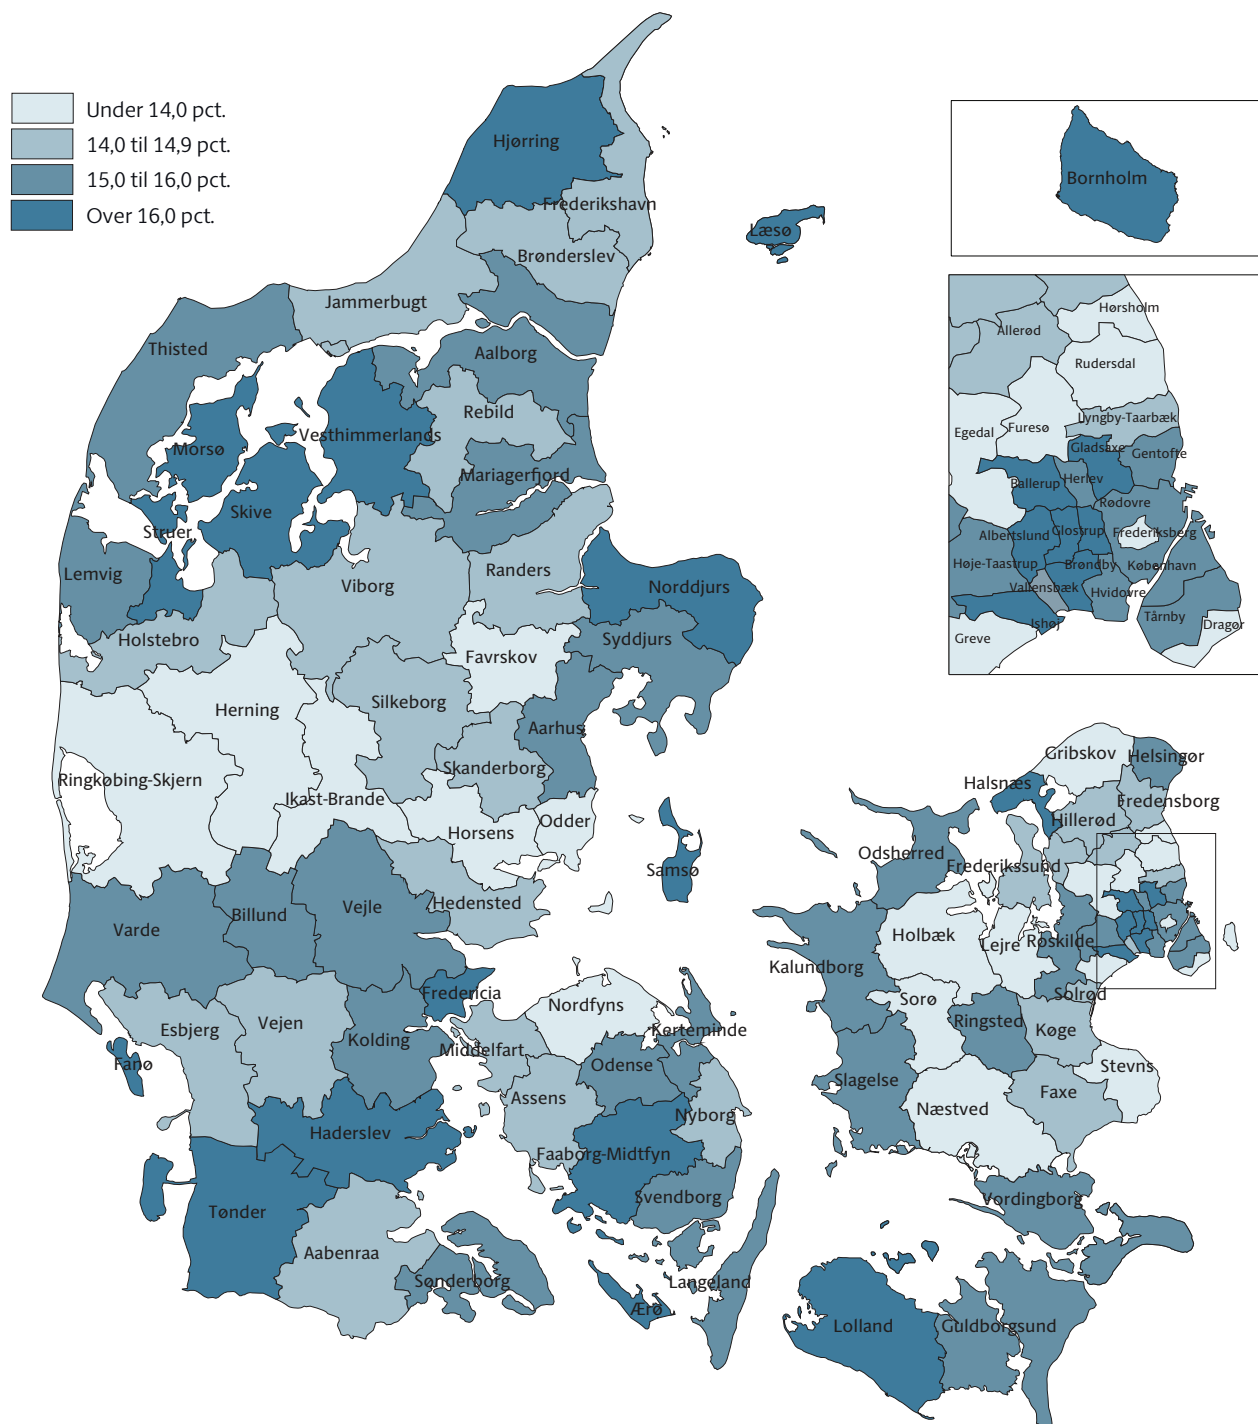 Under 14,0 pct.
14,0 til 14,9 pct.
15,0 til 16,0 pct.
Over 16,0 pct.
Hjørring
Frederikshavn
Læsø
Brønderslev
Jammerbugt
Thisted
Aalborg
Rebild
Vesthimmerlands
Morsø
Mariagerfjord
Skive
Struer
Lemvig
Viborg
Randers
Norddjurs
Holstebro
Syddjurs
Favrskov
Herning
Silkeborg
Aarhus
Skanderborg
Ringkøbing-Skjern
Ikast-Brande
Horsens
Odder
Samsø
Hedensted
Billund
Vejle
Varde
Fredericia
Nordfyns
Esbjerg
Vejen
Kolding
Middelfart
Kerteminde
Fanø
Odense
Assens
Nyborg
Haderslev
Faaborg-Midtfyn
Svendborg
Tønder
Aabenraa
Sønderborg
Langeland
Ærø
Bornholm
Hørsholm
Allerød
Rudersdal
Lyngby-Taarbæk
Furesø
Egedal
Gladsaxe
Gentofte
Ballerup
Herlev
Rødovre
Albertslund
Glostrup
Frederiksberg
Høje-Taastrup
Brøndby
København
Vallensbæk
Hvidovre
Tårnby
Ishøj
Dragør
Greve
Gribskov
Helsingør
Halsnæs
Fredensborg
Hillerød
Odsherred
Frederikssund
Holbæk
Lejre
Roskilde
Kalundborg
Solrød
Sorø
Ringsted
Køge
Slagelse
Stevns
Faxe
Næstved
Vordingborg
Lolland
Guldborgsund